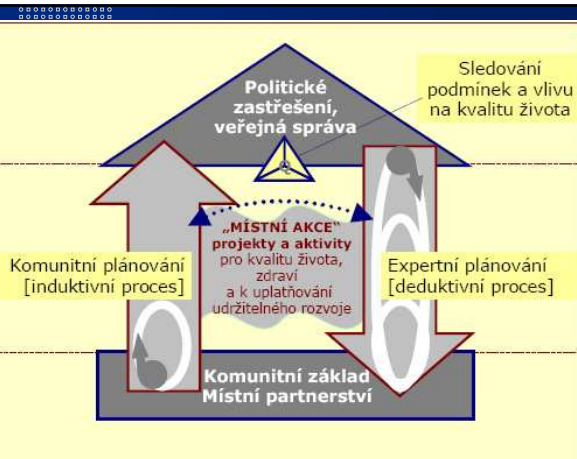 Sledování
podmínek a vlivu
na kvalitu života
Politické
zastřešení,
veřejná správa
„MÍSTNÍ AKCE"
projekty a aktivity
pro kvalitu života,
zdraví
a k uplatňování
udržitelného rozvoje
Komunitní plánování
[induktivní proces]
Expertní plánování
[deduktivní proces]
Komunitní základ
Místní partnerství